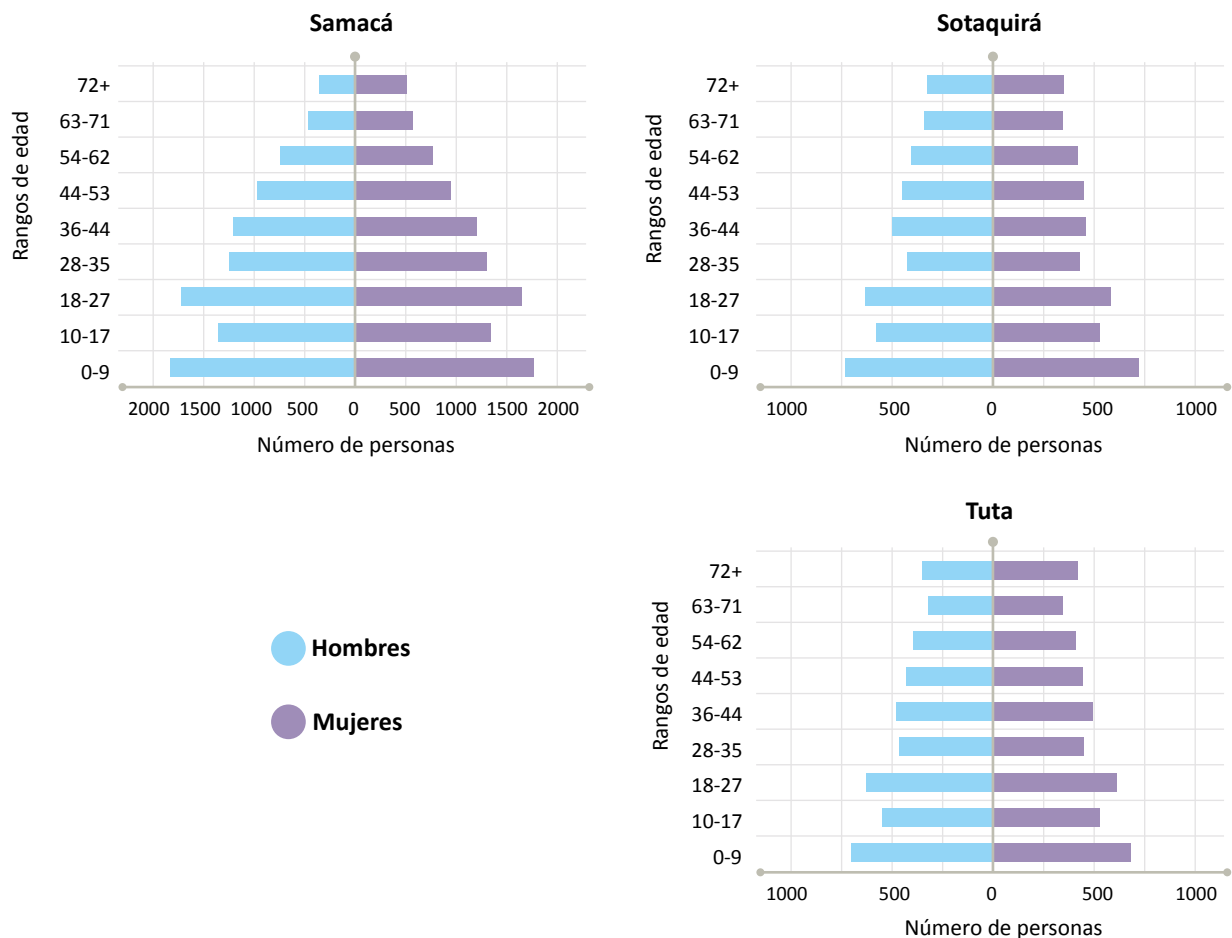 Samacá
Rangos de edad
72+
63-71
54-62
44-53
36-44
28-35
18-27
10-17
0-9
2000 1500 1000 500 0 500 1000 1500 2000
Número de personas
Sotaquirá
Rangos de edad
72+
63-71
54-62
44-53
36-44
28-35
18-27
10-17
0-9
1000 500 0 500 1000
Número de personas
Hombres
Mujeres
Tuta
Rangos de edad
72+
63-71
54-62
44-53
36-44
28-35
18-27
10-17
0-9
1000 500 0 500 1000
Número de personas